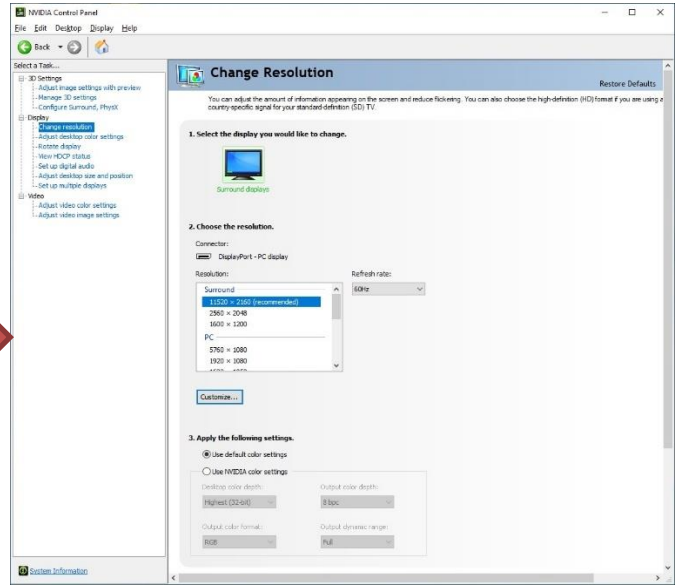 NVIDIA Control Panel
File Edit Desktop Display Help
Back
Select a Task...
3D Settings
Adjust image settings with preview
Manage 3D settings
Configure Surround, PhysX
Display
Change resolution
Adjust desktop color settings
Rotate display
View HDCP status
Set up digital audio
Adjust desktop size and position
Set up multiple displays
Video
Adjust video color settings
Adjust video image settings
System Information
Change Resolution
Restore Defaults
You can adjust the amount of information appearing on the screen and reduce flickering. You can also choose the high-definition (HD) format if you are using a
country-specific signal for your standard-definition (SD) TV.
1. Select the display you would like to change.
Surround displays
2. Choose the resolution.
Connector:
DisplayPort - PC display
Resolution:
Refresh rate:
Surround
60Hz
11520 × 2160 (recommended)
2560 × 2048
1600 × 1200
PC
5760 × 1080
1920 × 1080
Customize...
3. Apply the following settings.
Use default color settings
Use NVIDIA color settings
Desktop color depth:
Output color depth:
Highest (32-bit)
8 bpc
Output color format:
Output dynamic range:
RGB
Full